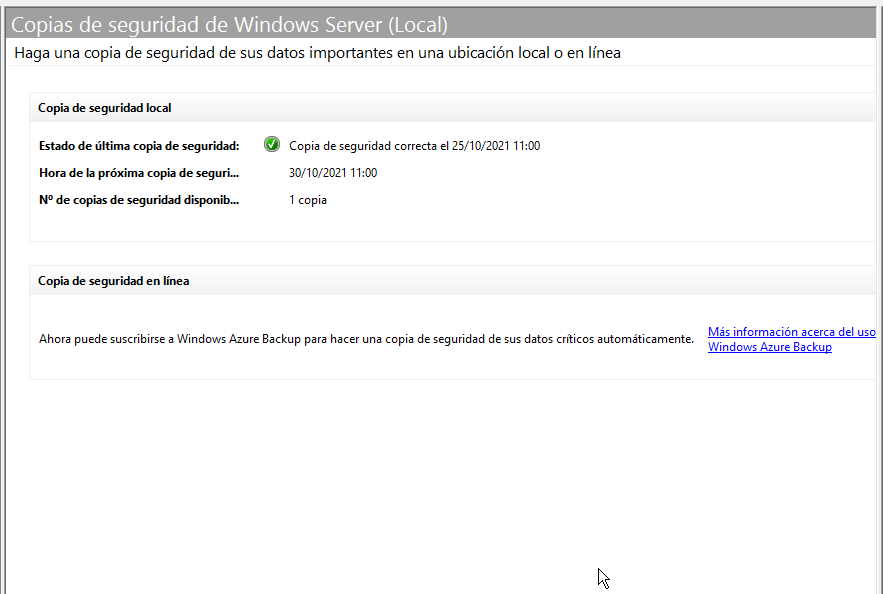 Copias de seguridad de Windows Server (Local)
Haga una copia de seguridad de sus datos importantes en una ubicación local o en línea
Copia de seguridad local
Estado de última copia de seguridad: Copia de seguridad correcta el 25/10/2021 11:00
Hora de la próxima copia de seguri... 30/10/2021 11:00
Nº de copias de seguridad disponib... 1 copia
Copia de seguridad en línea
Ahora puede suscribirse a Windows Azure Backup para hacer una copia de seguridad de sus datos críticos automáticamente.
Más información acerca del uso
Windows Azure Backup